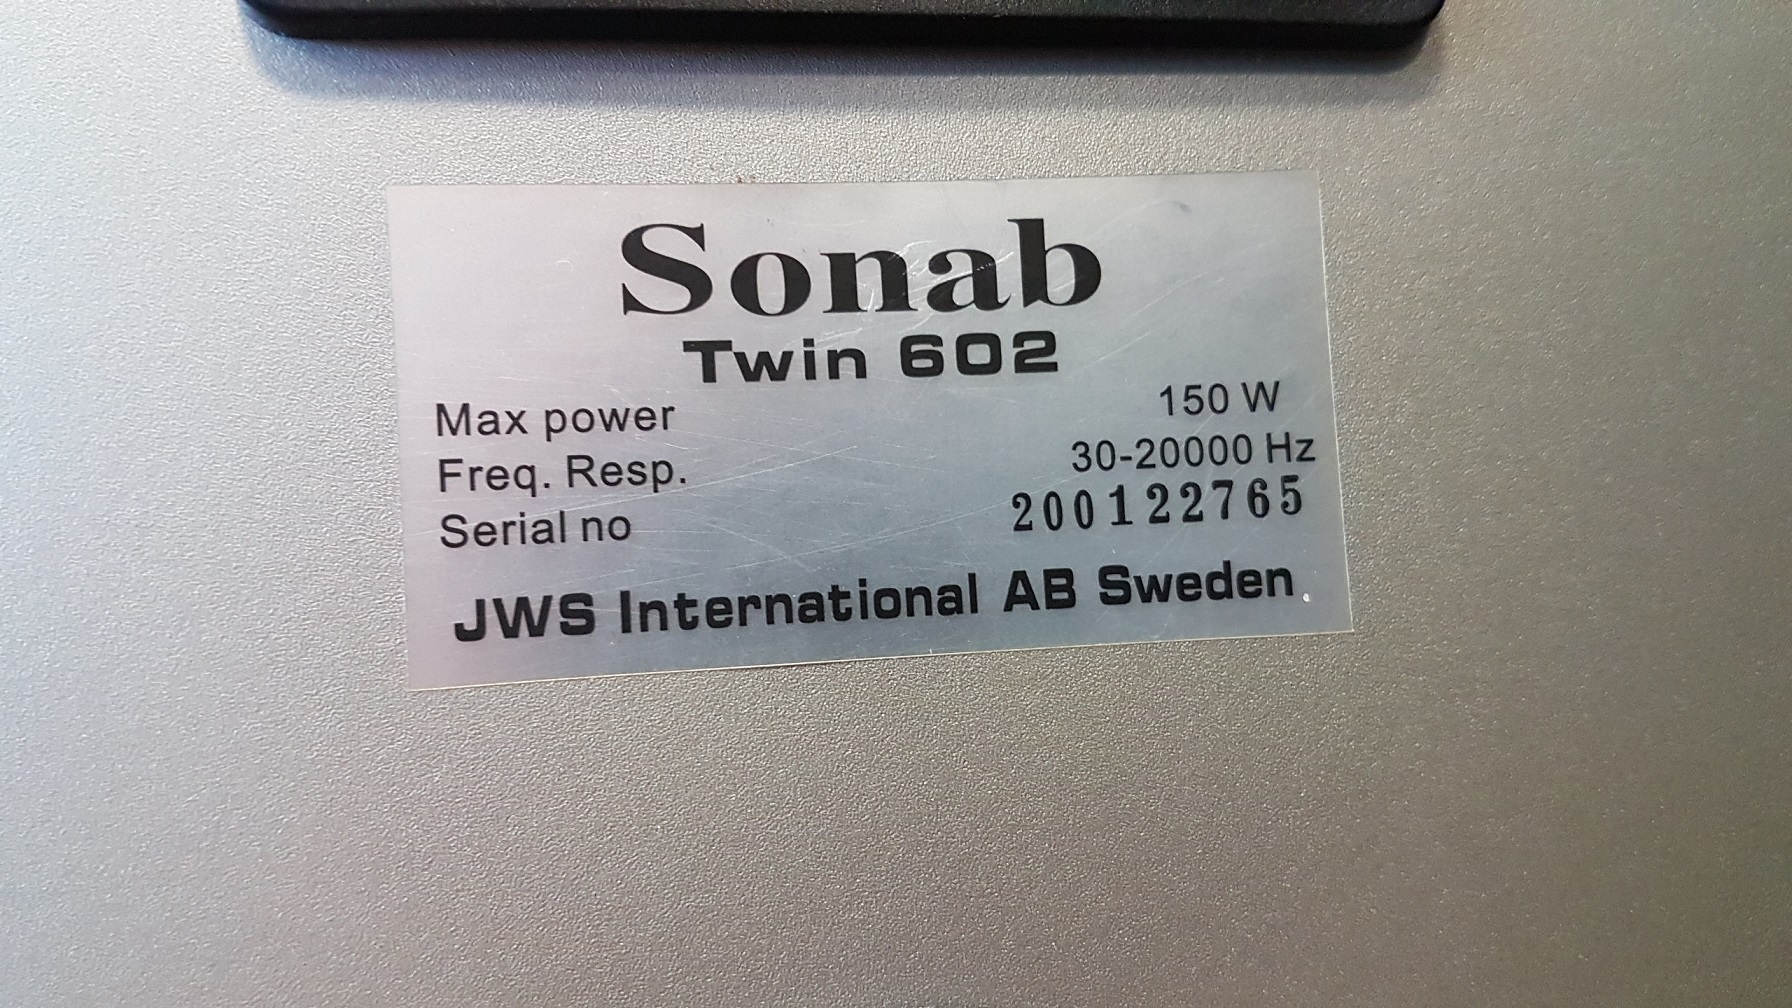 Sonab
Twin 602
Max power 150 W
Freq. Resp. 30-20000 Hz
Serial no 200122765
JWS International AB Sweden